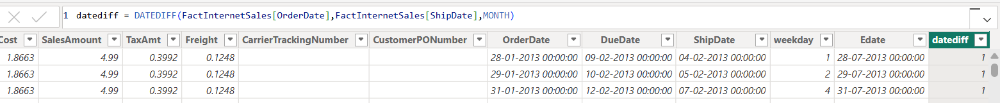 1 datediff = DATEDIFF(FactInternetSales[OrderDate],FactInternetSales[ShipDate],MONTH)
Cost SalesAmount TaxAmt Freight CarrierTrackingNumber CustomerPONumber OrderDate DueDate ShipDate weekday Edate datediff
1.8663 4.99 0.3992 0.1248 28-01-2013 00:00:00 09-02-2013 00:00:00 04-02-2013 00:00:00 1 28-07-2013 00:00:00 1
1.8663 4.99 0.3992 0.1248 29-01-2013 00:00:00 10-02-2013 00:00:00 05-02-2013 00:00:00 2 29-07-2013 00:00:00 1
1.8663 4.99 0.3992 0.1248 31-01-2013 00:00:00 12-02-2013 00:00:00 07-02-2013 00:00:00 4 31-07-2013 00:00:00 1